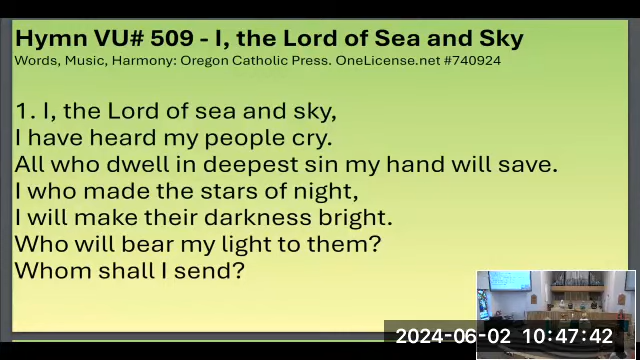 Hymn VU# 509 - I, the Lord of Sea and Sky
Words, Music, Harmony: Oregon Catholic Press. OneLicense.net #740924
1. I, the Lord of sea and sky,
I have heard my people cry.
All who dwell in deepest sin my hand will save.
I who made the stars of night,
I will make their darkness bright.
Who will bear my light to them?
Whom shall I send?
2024-06-02 10:47:42